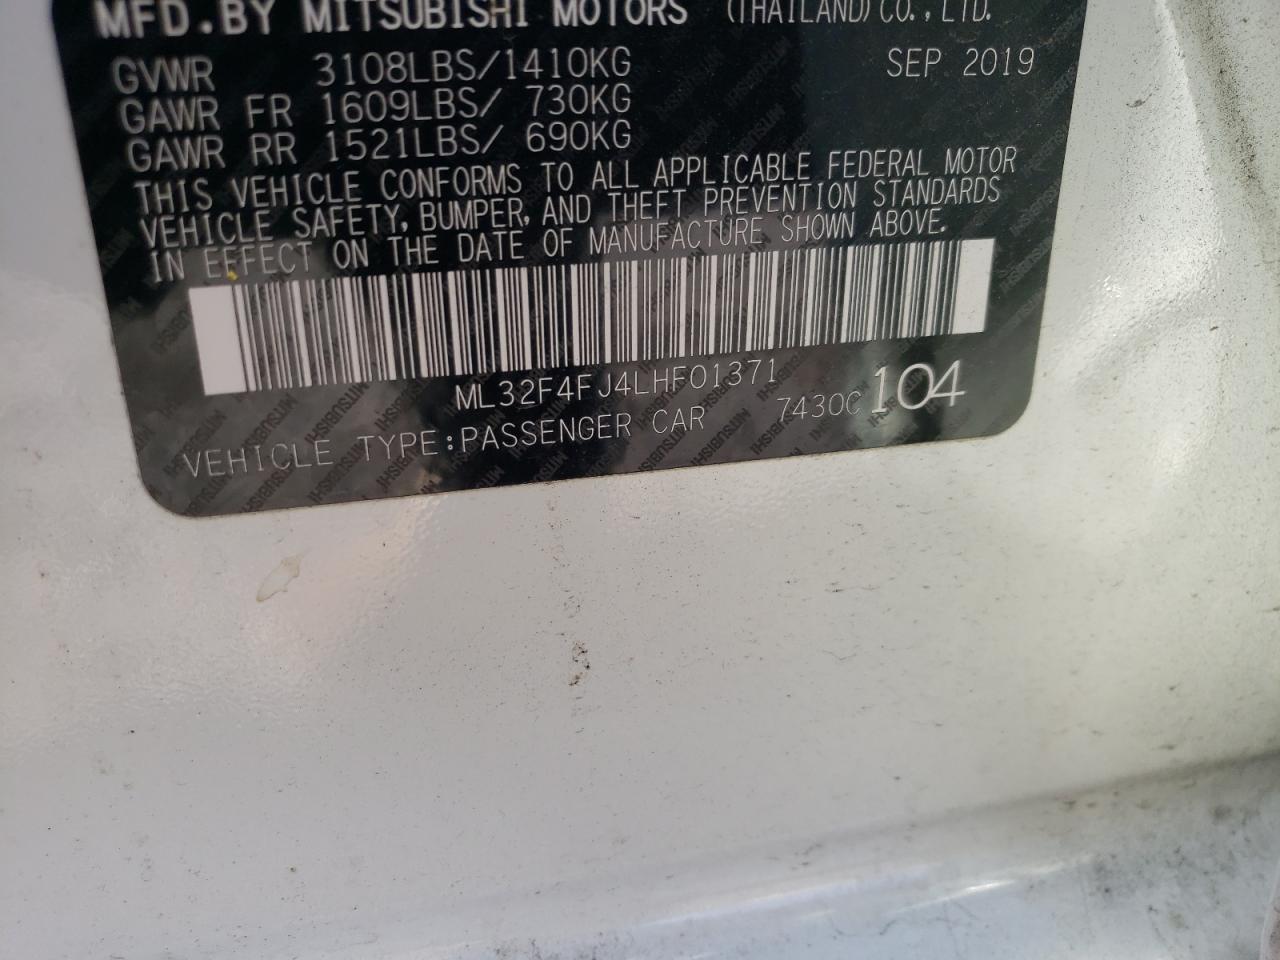 MFD.BY MITSUBISHI MOTORS (THAILAND)CO.,LTD.
GVWR 3108LBS/1410KG SEP 2019
GAWR FR 1609LBS/ 730KG
GAWR RR 1521LBS/ 690KG
THIS VEHICLE CONFORMS TO ALL APPLICABLE FEDERAL MOTOR
VEHICLE SAFETY, BUMPER, AND THEFT PREVENTION STANDARDS
IN EFFECT ON THE DATE OF MANUFACTURE SHOWN ABOVE.
ML32F4FJ4LHF01371
VEHICLE TYPE:PASSENGER CAR 7430C 104